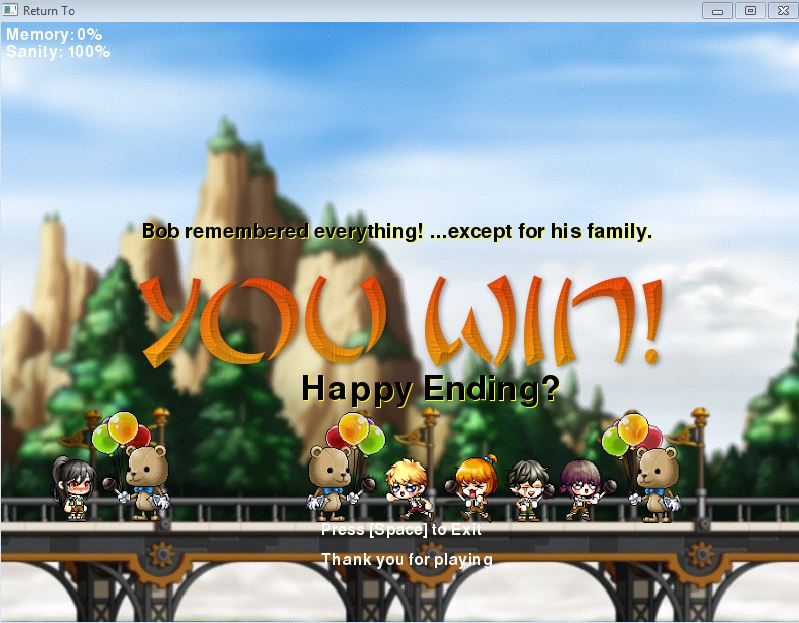 Return To
Memory: 0%
Sanity: 100%
Bob remembered everything! ...except for his family.
YOU WIN!
Happy Ending?
Press [Space] to Exit
Thank you for playing